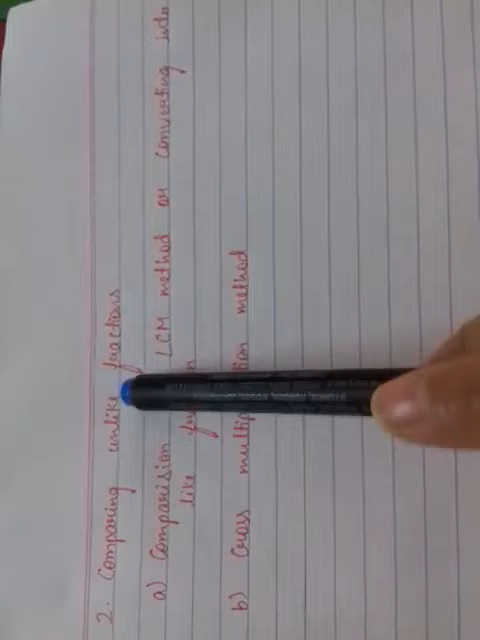 2. Comparing unlike fractions
a) Comparision LCM method or converting into
like
b) Cross method